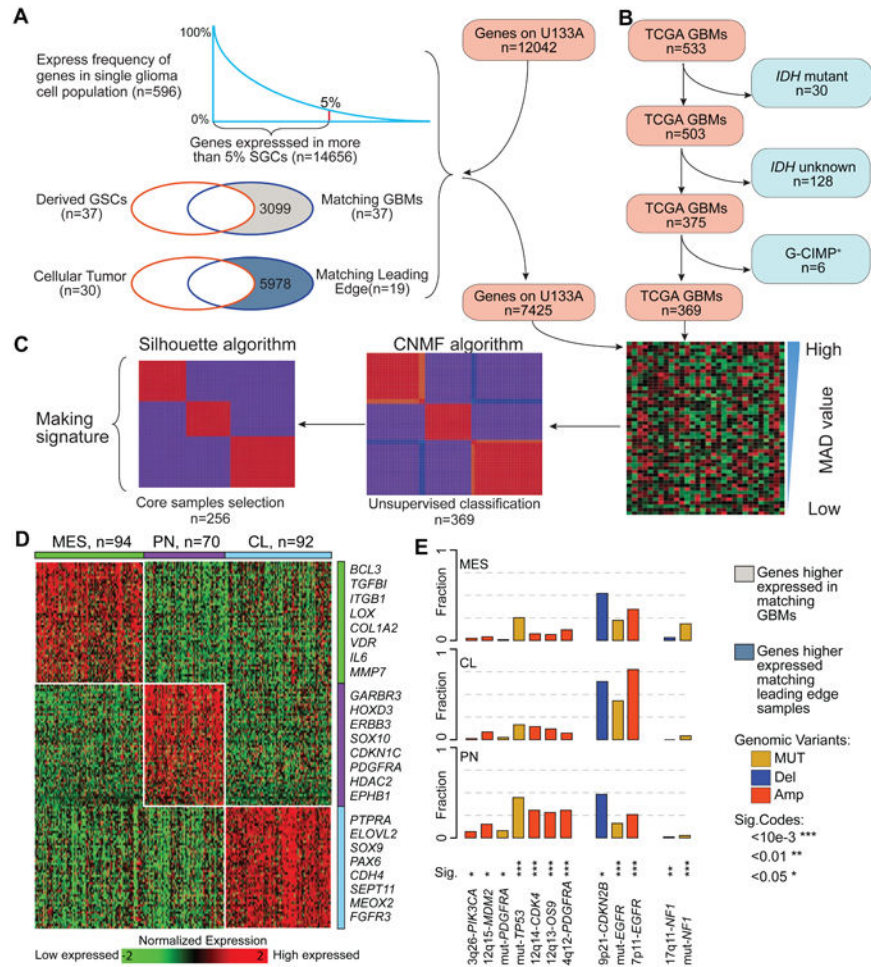 A
100%
Express frequency of
genes in single glioma
cell population (n=596)
5%
0%
Genes expresssed in more
than 5% SGCs (n=14656)
Derived GSCs
(n=37)
3099
Matching GBMs
(n=37)
Cellular Tumor
(n=30)
5978
Matching Leading
Edge(n=19)
Genes on U133A
n=12042
Genes on U133A
n=7425
B
TCGA GBMs
n=533
IDH mutant
n=30
TCGA GBMs
n=503
IDH unknown
n=128
TCGA GBMs
n=375
G-CIMP+
n=6
TCGA GBMs
n=369
C
Silhouette algorithm
CNMF algorithm
Making
signature
Core samples selection
n=256
Unsupervised classification
n=369
High
MAD value
Low
D
MES, n=94
PN, n=70
CL, n=92
BCL3
TGFBI
ITGB1
LOX
COL1A2
VDR
IL6
MMP7
GARBR3
HOXD3
ERBB3
SOX10
CDKN1C
PDGFRA
HDAC2
EPHB1
PTPRA
ELOVL2
SOX9
PAX6
CDH4
SEPT11
MEOX2
FGFR3
Normalized Expression
Low expressed
-2
2
High expressed
E
MES
1
Fraction
0
CL
1
Fraction
0
PN
1
Fraction
0
Sig.
*
*
*
***
***
***
***
*
***
***
**
***
3q26-PIK3CA
12q15-MDM2
mut-PDGFRA
mut-TP53
12q14-CDK4
12q13-OS9
4q12-PDGFRA
9p21-CDKN2B
mut-EGFR
7p11-EGFR
17q11-NF1
mut-NF1
Genes higher
expressed in
matching
GBMs
Genes higher
expressed
matching
leading edge
samples
Genomic Variants:
MUT
Del
Amp
Sig.Codes:
<10e-3 ***
<0.01 **
<0.05 *